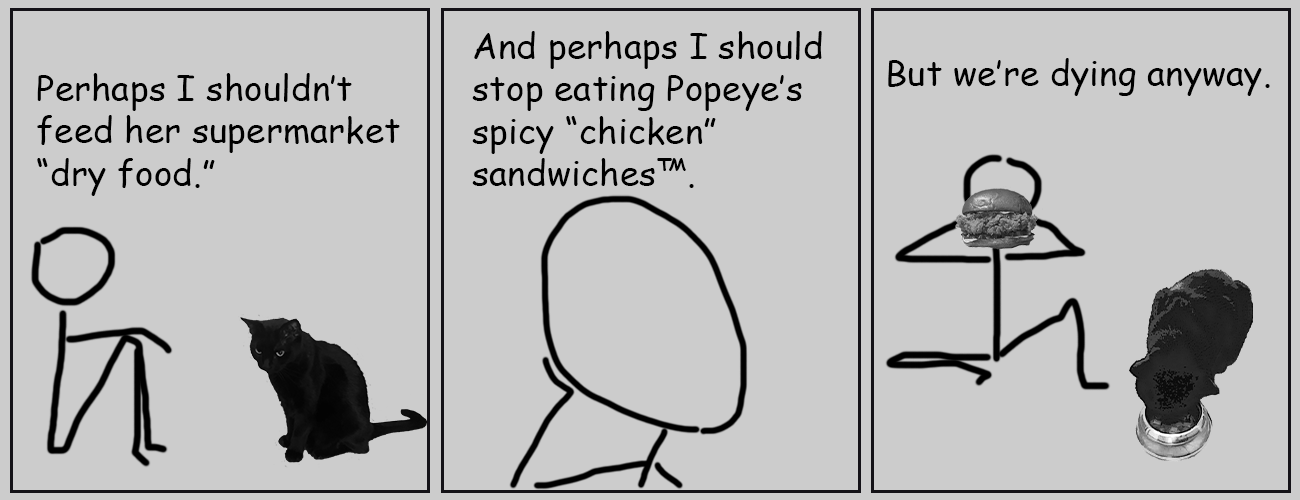 Perhaps I shouldn't
feed her supermarket
“dry food.”
And perhaps I should
stop eating Popeye's
spicy “chicken”
sandwiches™.
But we're dying anyway.